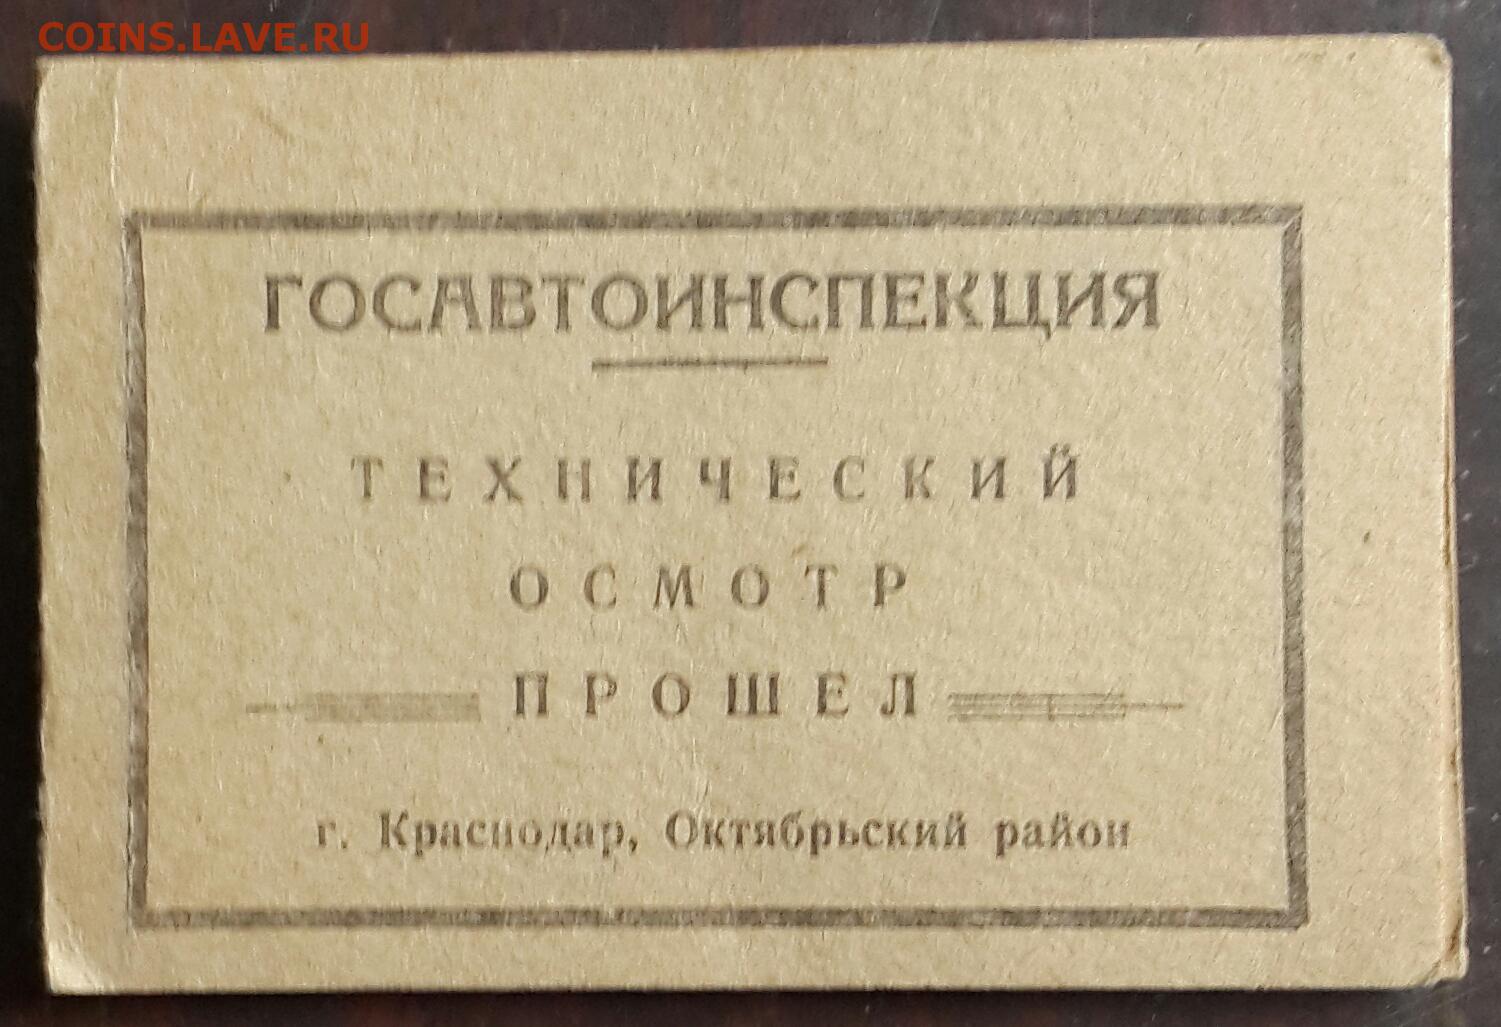 COINS.LAVE.RU
ГОСАВТОИНСПЕКЦИЯ
ТЕХНИЧЕСКИЙ
ОСМОТР
ПРОШЕЛ
г. Краснодар, Октябрьский район